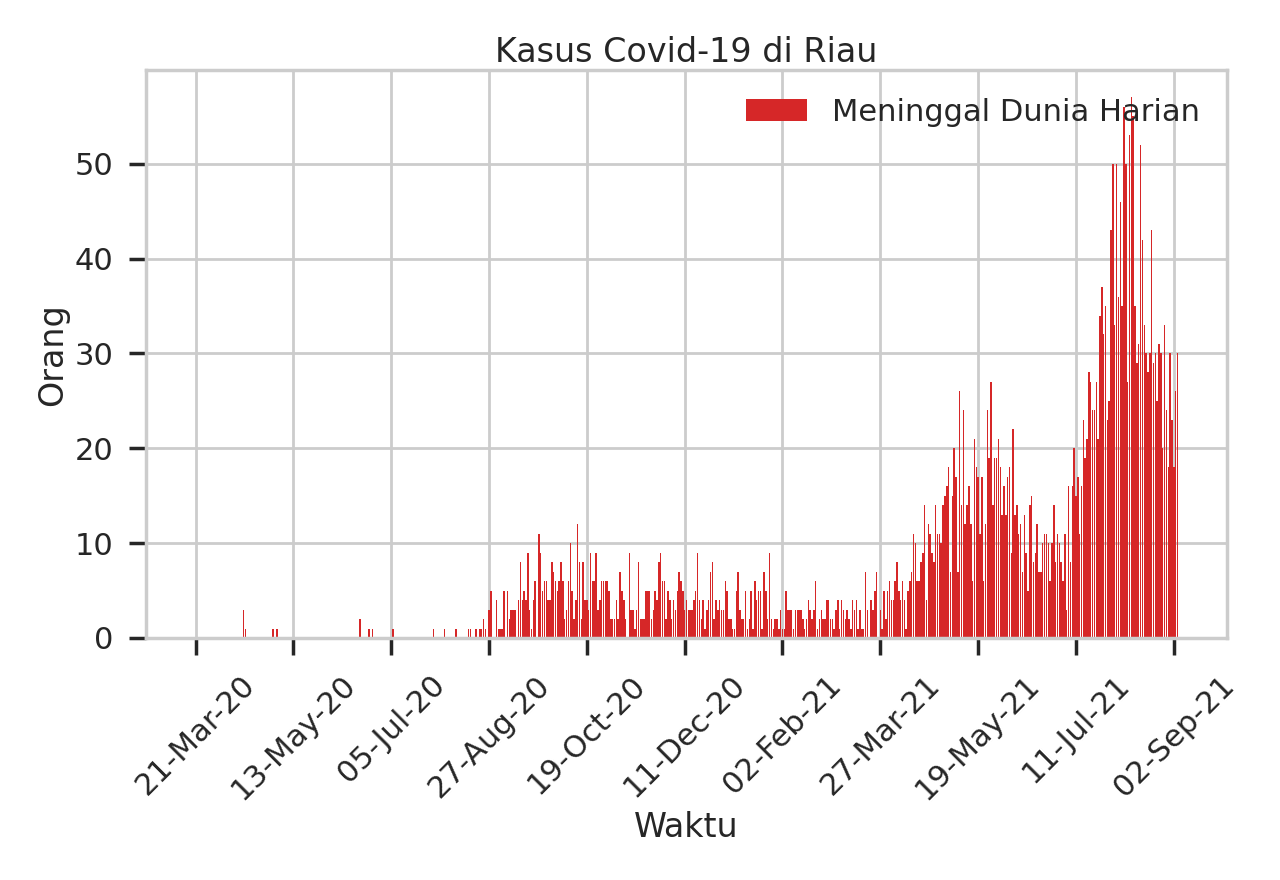 Kasus Covid-19 di Riau
Meninggal Dunia Harian
Orang
50
40
30
20
10
0
21-Mar-20
13-May-20
05-Jul-20
27-Aug-20
19-Oct-20
11-Dec-20
02-Feb-21
27-Mar-21
19-May-21
11-Jul-21
02-Sep-21
Waktu